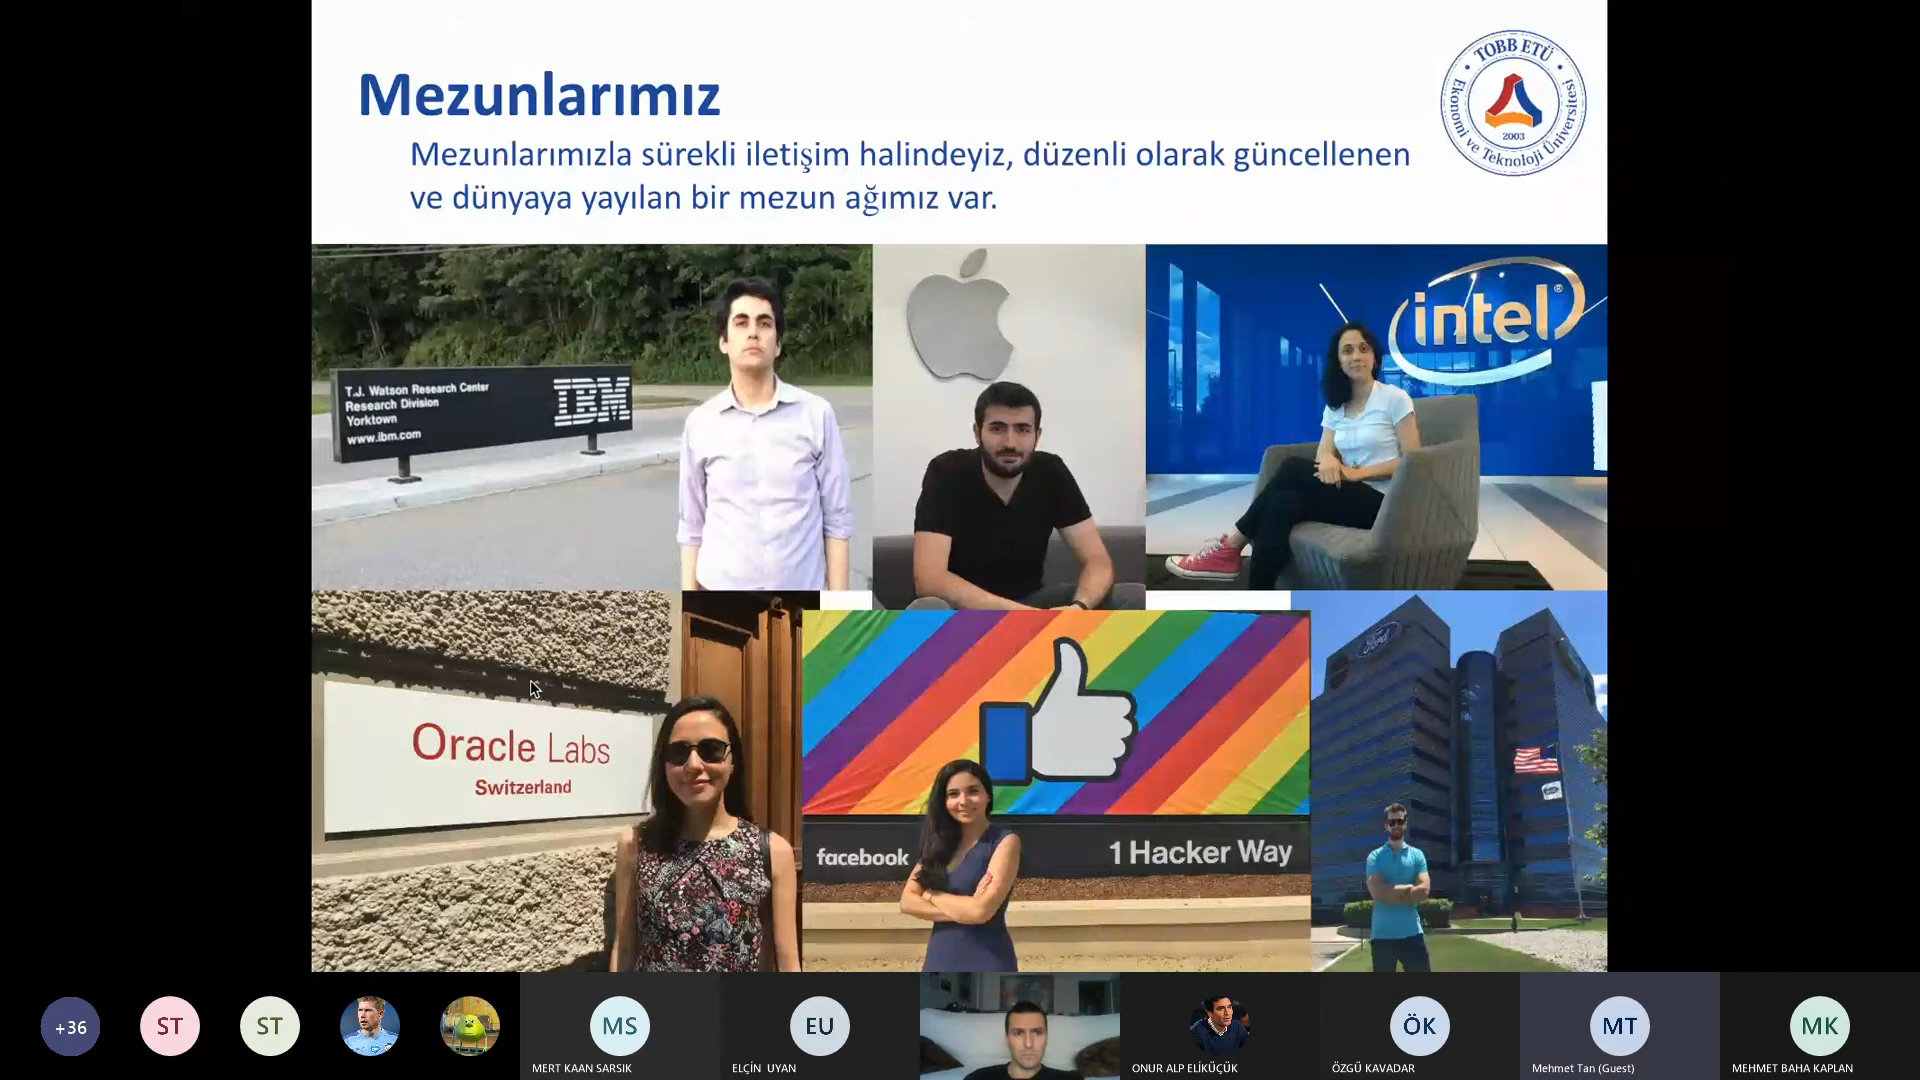 Mezunlarımız
TOBB ETÜ
Ekonomi ve Teknoloji Üniversitesi
2003
Mezunlarımızla sürekli iletişim halindeyiz, düzenli olarak güncellenen
ve dünyaya yayılan bir mezun ağımız var.
T.J. Watson Research Center
Research Division
Yorktown
www.ibm.com
IBM
intel®
Oracle Labs
Switzerland
facebook
1 Hacker Way
Ford
+36
ST
ST
MS
MERT KAAN SARSIK
EU
ELÇİN UYAN
ONUR ALP ELİKÜÇÜK
ÖK
ÖZGÜ KAVADAR
MT
Mehmet Tan (Guest)
MK
MEHMET BAHA KAPLAN